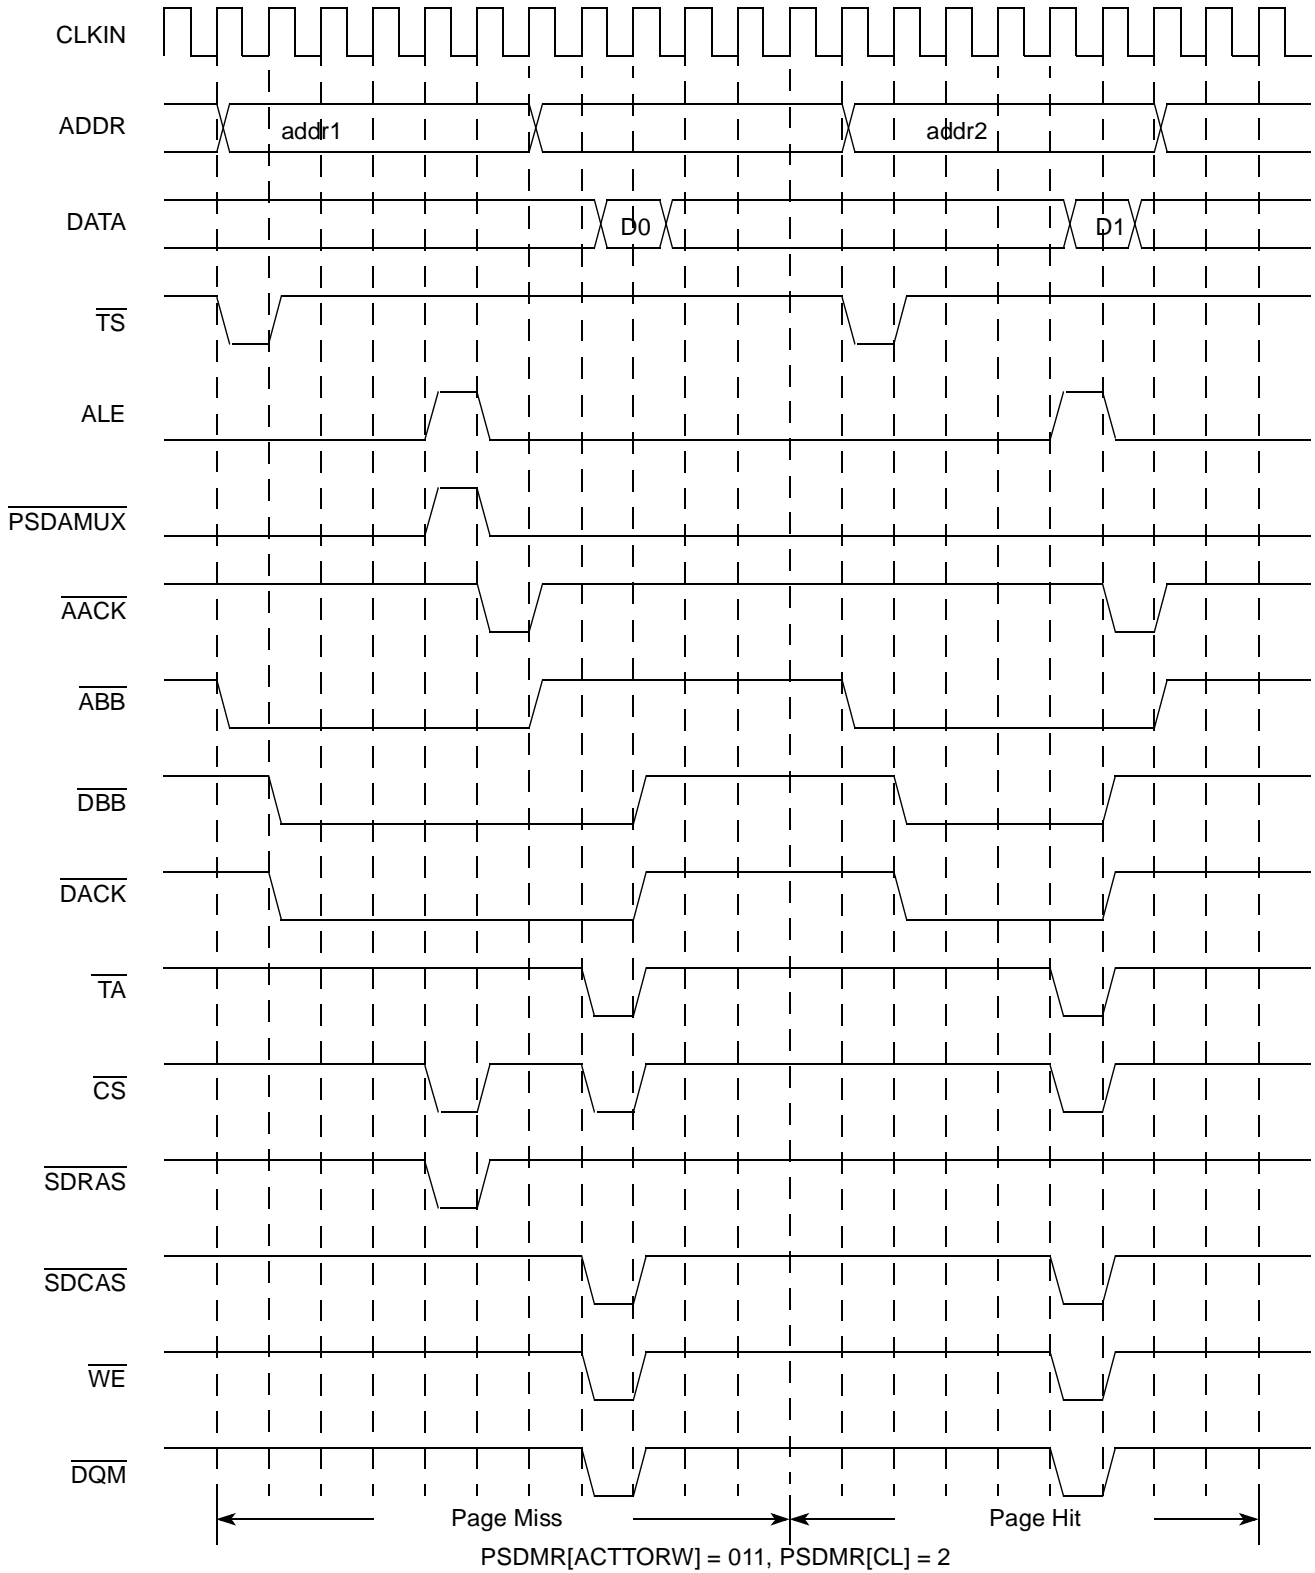 CLKIN
ADDR
addr1
addr2
DATA
D0
D1
TS
ALE
PSDAMUX
AACK
ABB
DBB
DACK
TA
CS
SDRAS
SDCAS
WE
DQM
Page Miss
Page Hit
PSDMR[ACTTORW] = 011, PSDMR[CL] = 2